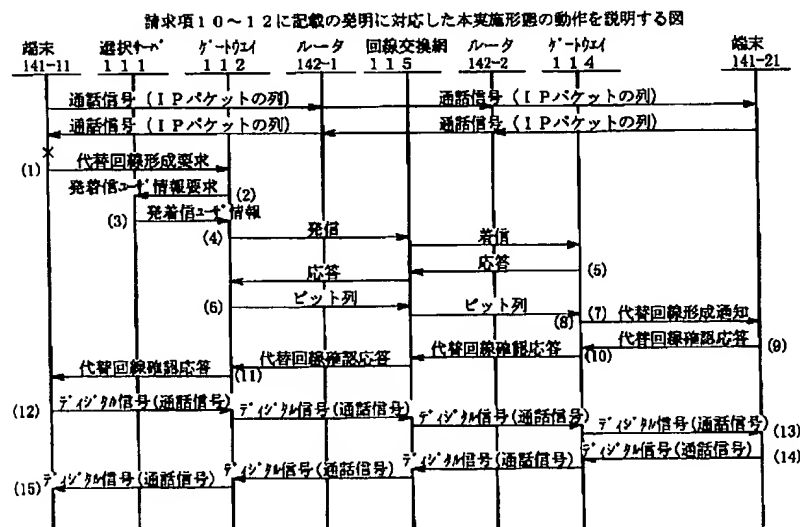 請求項10～12に記載の発明に対応した本実施形態の動作を説明する図
端末 選択ｻｰﾊﾞ ｹﾞｰﾄｳｴｲ ルータ 回線交換網 ルータ ｹﾞｰﾄｳｴｲ 端末
141-11 111 112 142-1 115 142-2 114 141-21
通話信号(IPパケットの列) 通話信号(IPパケットの列)
通話信号(IPパケットの列) 通話信号(IPパケットの列)
×
(1) 代替回線形成要求
発着信ﾕｰｻﾞ情報要求 (2)
(3) 発着信ﾕｰｻﾞ情報
(4) 発信
着信
応答 (5)
応答
(6) ビット列
ビット列 (7) 代替回線形成通知
(8)
代替回線確認応答 (9)
代替回線確認応答 (10)
代替回線確認応答
代替回線確認応答 (11)
(12) ﾃﾞｨｼﾞﾀﾙ信号(通話信号) ﾃﾞｨｼﾞﾀﾙ信号(通話信号) ﾃﾞｨｼﾞﾀﾙ信号(通話信号) ﾃﾞｨｼﾞﾀﾙ信号(通話信号) (13)
ﾃﾞｨｼﾞﾀﾙ信号(通話信号) (14)
ﾃﾞｨｼﾞﾀﾙ信号(通話信号)
ﾃﾞｨｼﾞﾀﾙ信号(通話信号)
(15) ﾃﾞｨｼﾞﾀﾙ信号(通話信号)